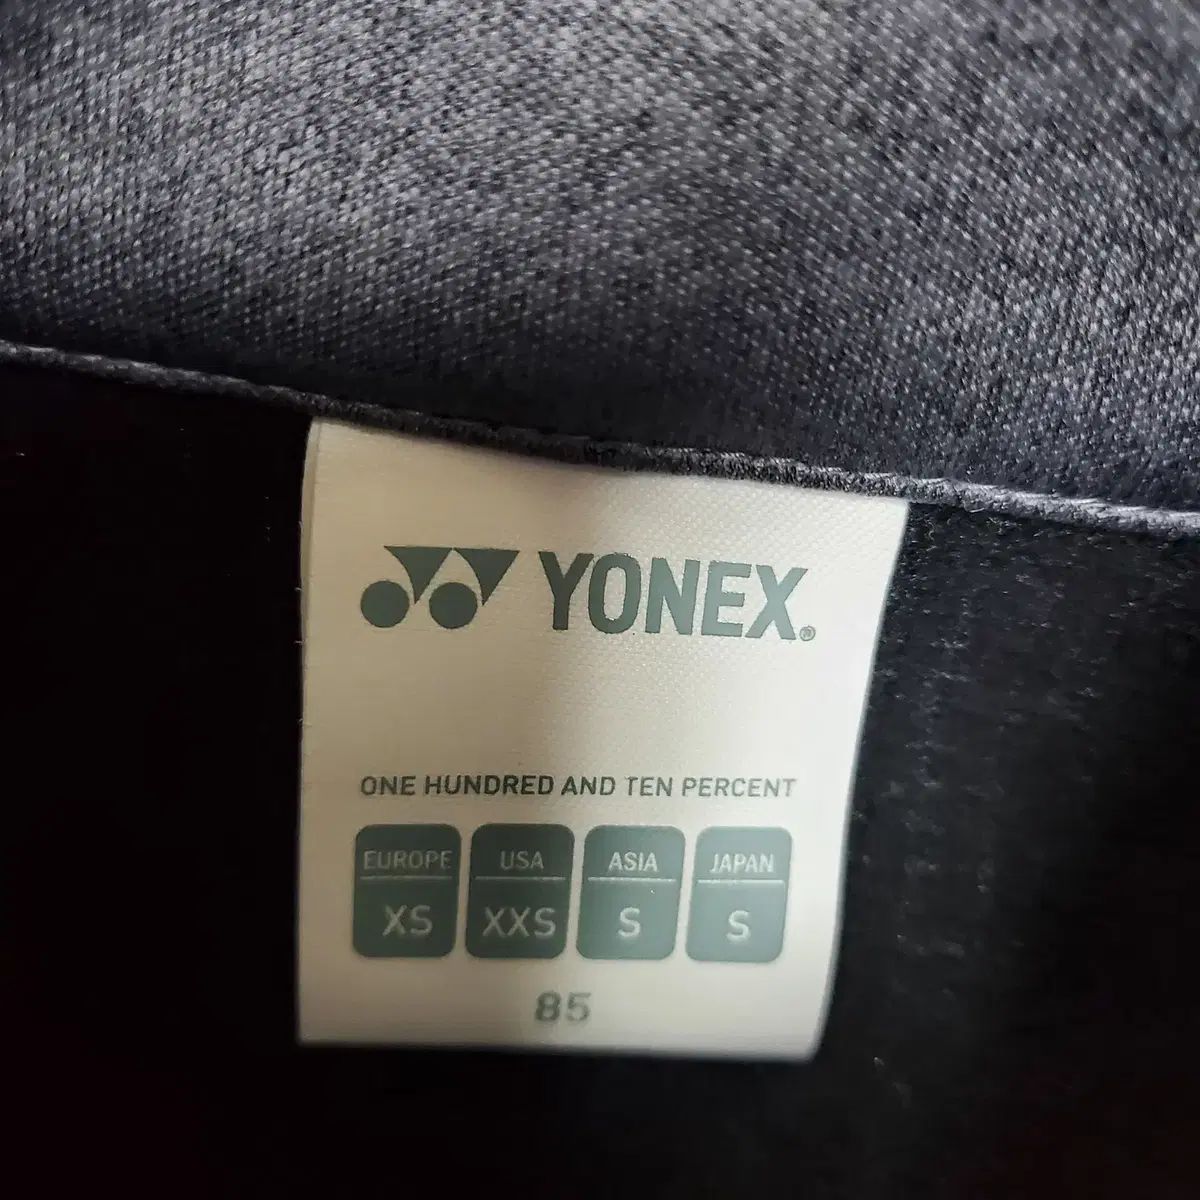 YONEX®
ONE HUNDRED AND TEN PERCENT
EUROPE USA ASIA JAPAN
XS XXS S S
85